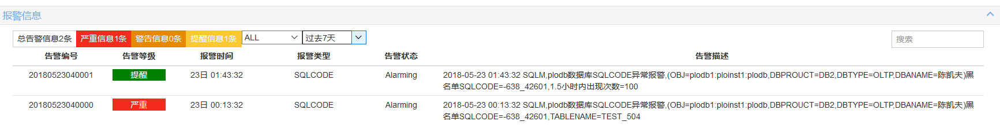 报警信息
总告警信息2条 严重信息1条 警告信息0条 提醒信息1条 ALL 过去7天 搜索
告警编号 告警等级 报警时间 报警类型 告警状态 告警描述
20180523040001 提醒 23日 01:43:32 SQLCODE Alarming 2018-05-23 01:43:32 SQLM,plodb数据库SQLCODE异常报警,(OBJ=plodb1:ploinst1:plodb,DBPROUCT=DB2,DBTYPE=OLTP,DBANAME=陈凯夫)黑
名单SQLCODE=-638_42601,1.5小时内出现次数=100
20180523040000 严重 23日 00:13:32 SQLCODE Alarming 2018-05-23 00:13:32 SQLM,plodb数据库SQLCODE异常报警,(OBJ=plodb1:ploinst1:plodb,DBPROUCT=DB2,DBTYPE=OLTP,DBANAME=陈凯夫)黑
名单SQLCODE=-638_42601,TABLENAME=TEST_504